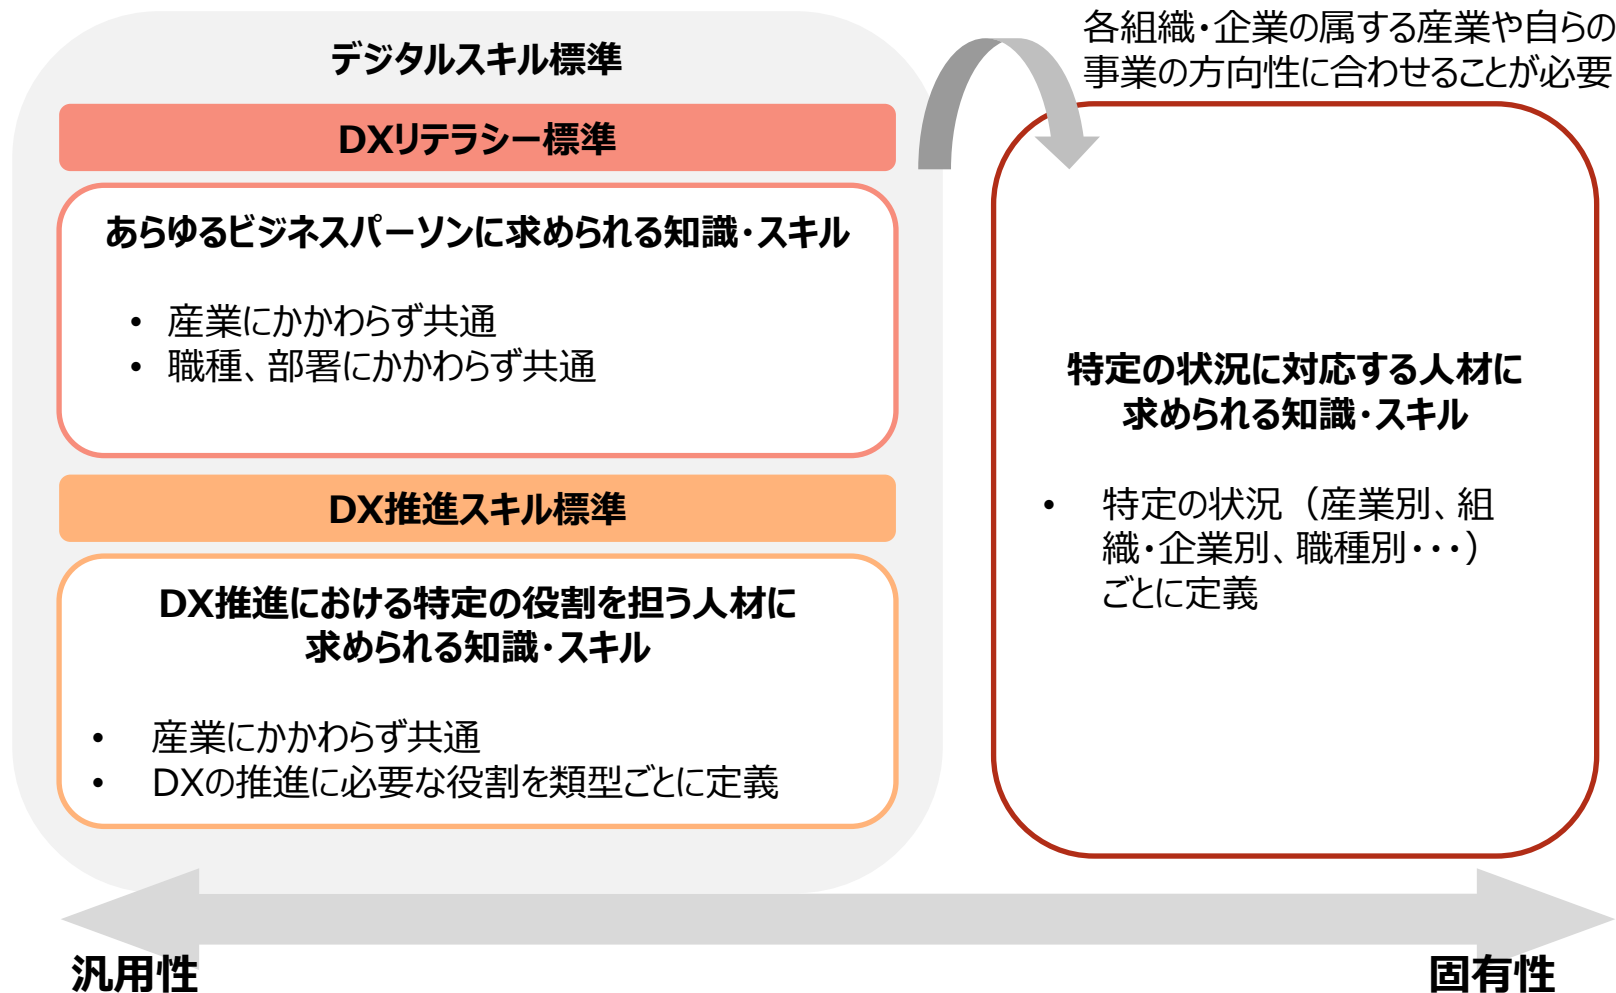 デジタルスキル標準
DXリテラシー標準
あらゆるビジネスパーソンに求められる知識・スキル
• 産業にかかわらず共通
• 職種、部署にかかわらず共通
DX推進スキル標準
DX推進における特定の役割を担う人材に
求められる知識・スキル
• 産業にかかわらず共通
• DXの推進に必要な役割を類型ごとに定義
各組織・企業の属する産業や自らの
事業の方向性に合わせることが必要
特定の状況に対応する人材に
求められる知識・スキル
• 特定の状況（産業別、組
織・企業別、職種別・・・）
ごとに定義
汎用性
固有性